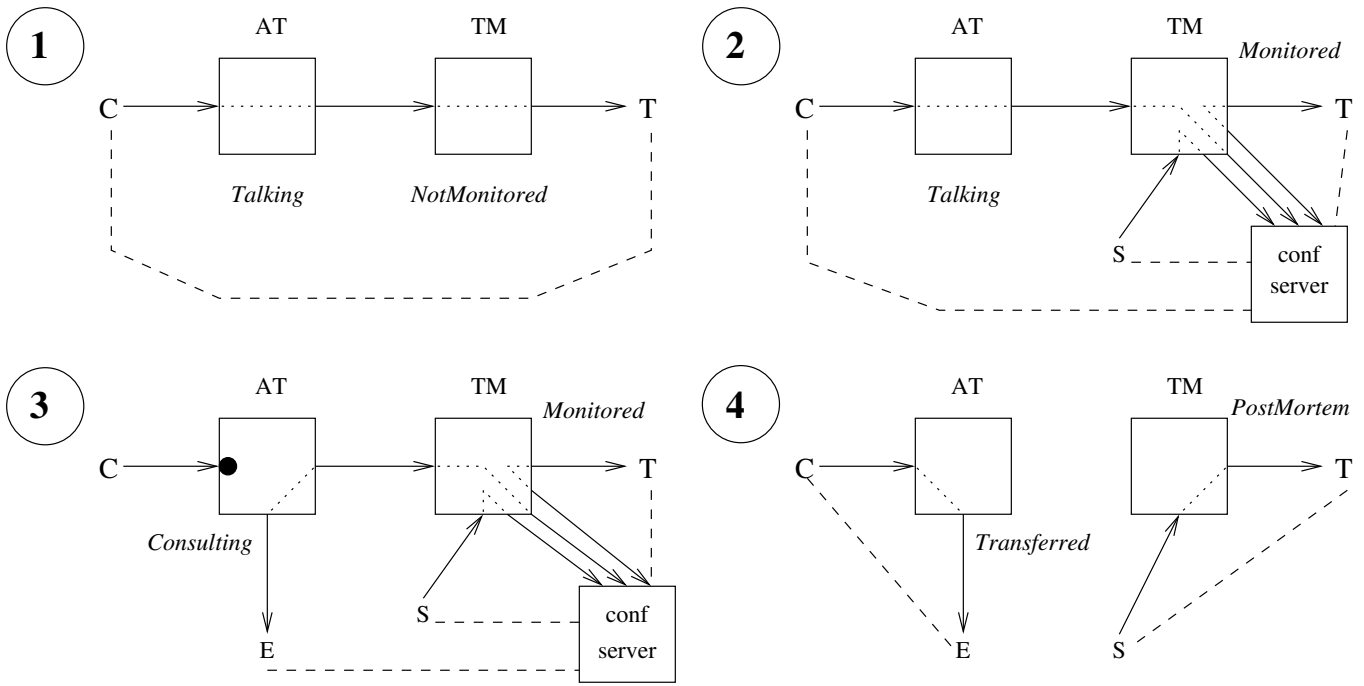 1
AT
TM
C
T
Talking
NotMonitored
2
AT
TM
Monitored
C
T
Talking
S
conf
server
3
AT
TM
Monitored
C
T
Consulting
S
conf
server
E
4
AT
TM
PostMortem
C
T
Transferred
E
S